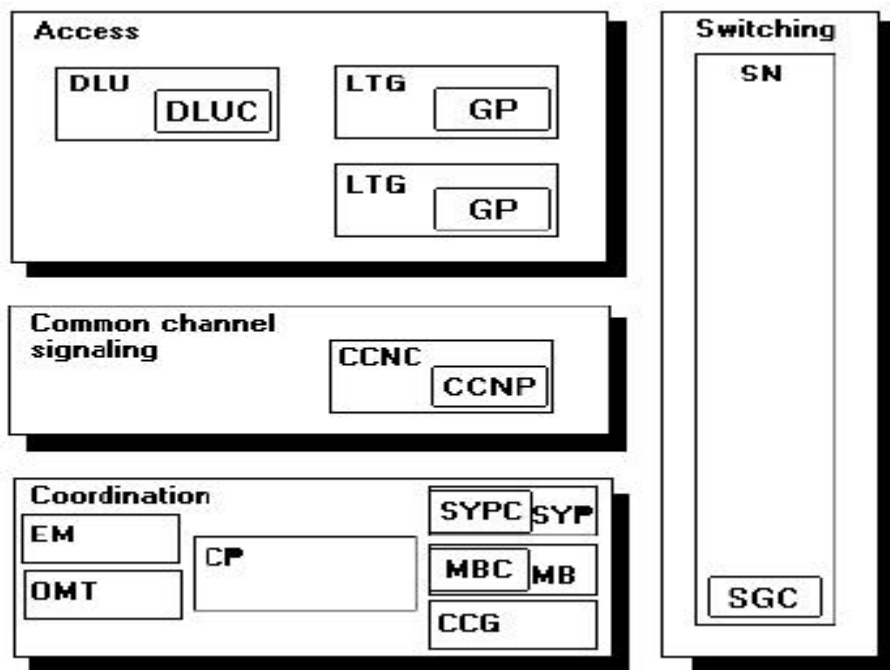 Access
DLU
DLUC
LTG
GP
LTG
GP
Common channel
signaling
CCNC
CCNP
Coordination
EM
OMT
CP
SYPC SYP
MBC MB
CCG
Switching
SN
SGC